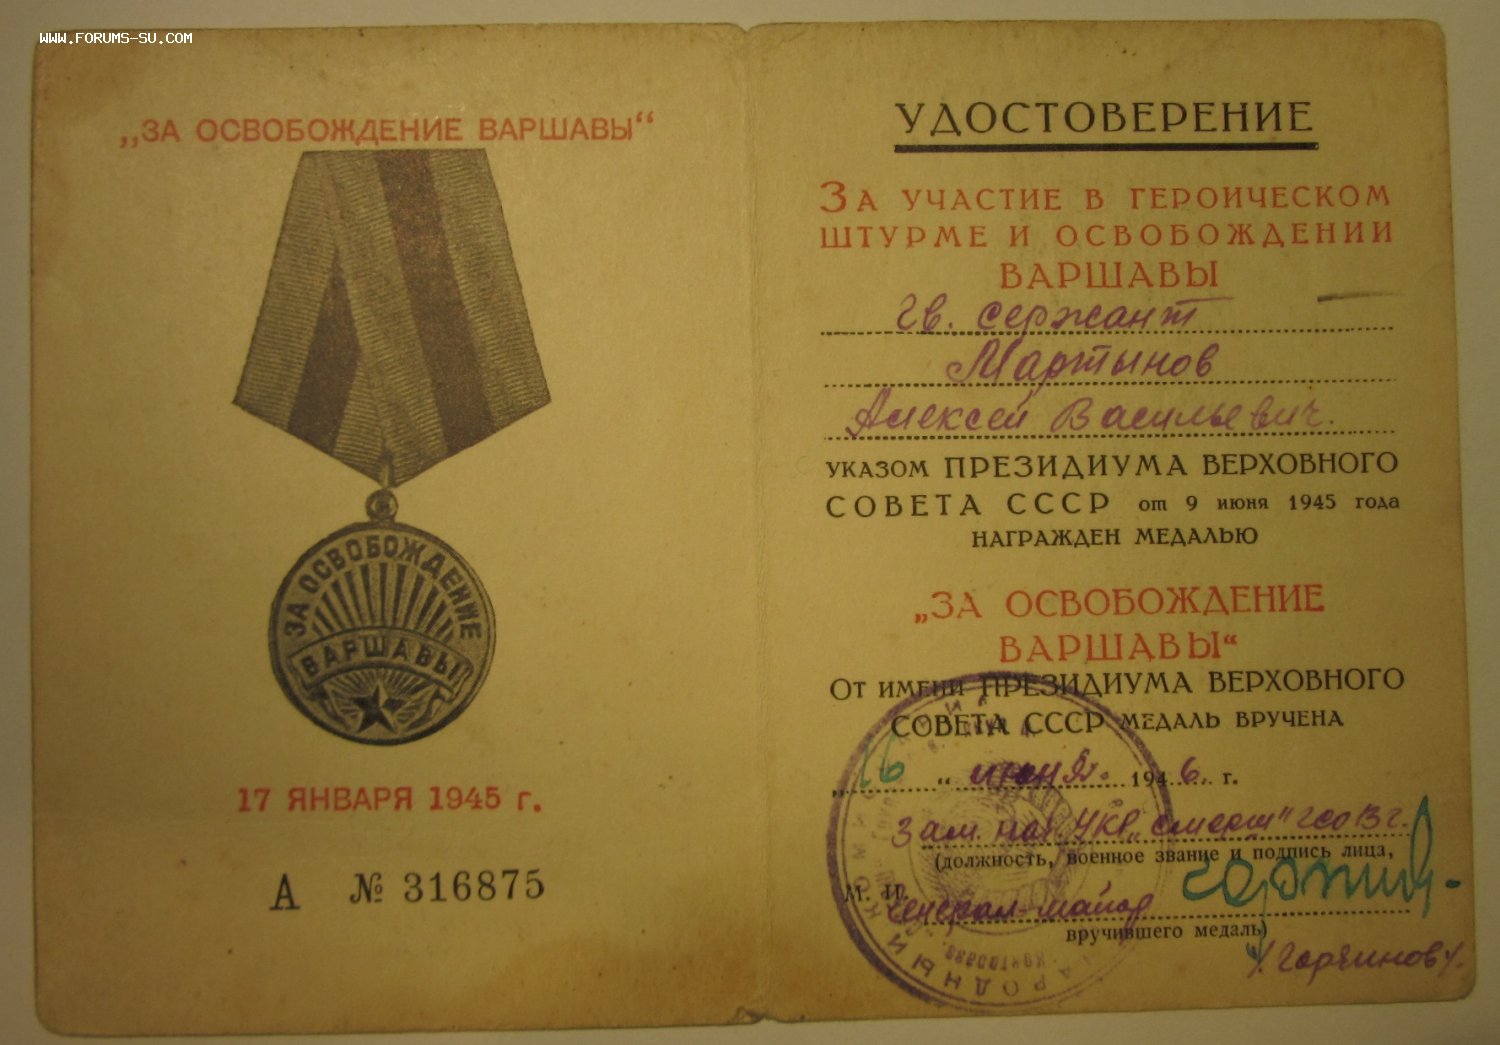 WWW.FORUMS-SU.COM
„ЗА ОСВОБОЖДЕНИЕ ВАРШАВЫ“
ЗА ОСВОБОЖДЕНИЕ
ВАРШАВЫ
17 ЯНВАРЯ 1945 г.
А № 316875
УДОСТОВЕРЕНИЕ
ЗА УЧАСТИЕ В ГЕРОИЧЕСКОМ
ШТУРМЕ И ОСВОБОЖДЕНИИ
ВАРШАВЫ
гв. сержант
Мартынов
Алексей Васильевич.
УКАЗОМ ПРЕЗИДИУМА ВЕРХОВНОГО
СОВЕТА СССР от 9 июня 1945 года
НАГРАЖДЕН МЕДАЛЬЮ
„ЗА ОСВОБОЖДЕНИЕ
ВАРШАВЫ“
ОТ ИМЕНИ ПРЕЗИДИУМА ВЕРХОВНОГО
СОВЕТА СССР МЕДАЛЬ ВРУЧЕНА
„16“ июня 1946 г.
Зам. нач. УКР „Смерш“ ГСОВГ.
(должность, военное звание и подпись лица,
М. П.
Генерал-майор
вручившего медаль)
НАРОДНЫЙ КОМИС